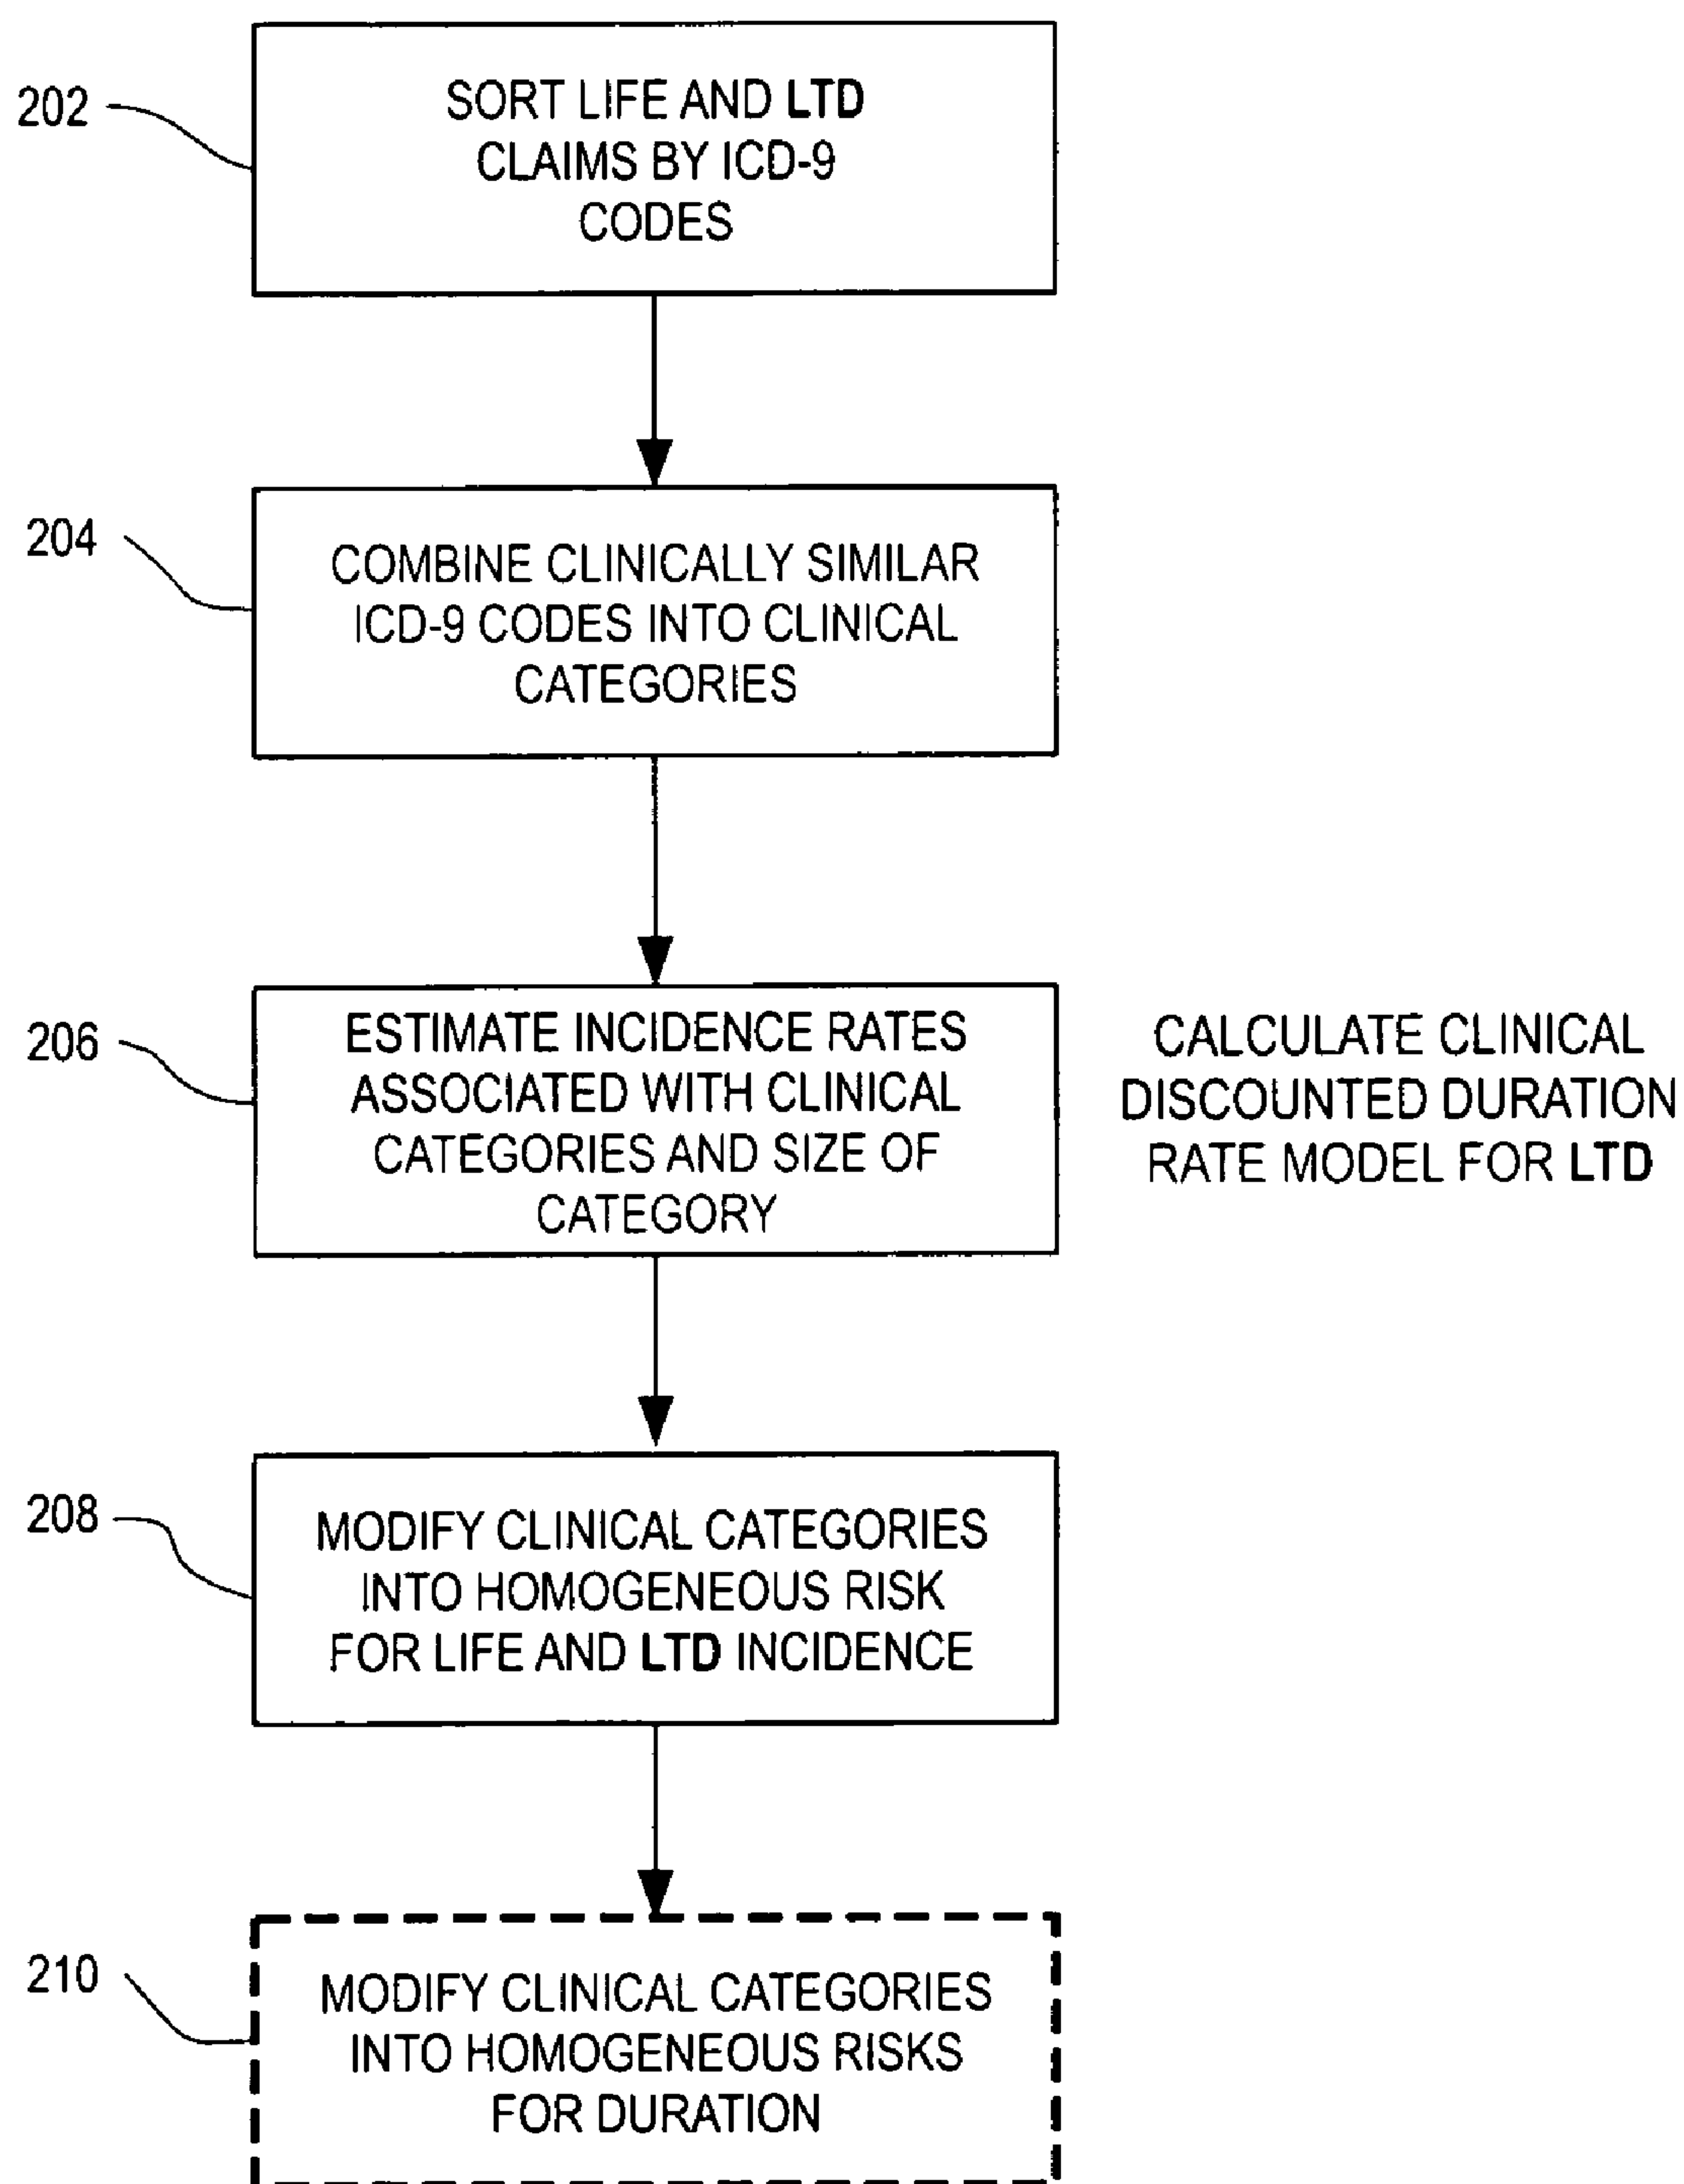 202
SORT LIFE AND LTD
CLAIMS BY ICD-9
CODES
204
COMBINE CLINICALLY SIMILAR
ICD-9 CODES INTO CLINICAL
CATEGORIES
206
ESTIMATE INCIDENCE RATES
ASSOCIATED WITH CLINICAL
CATEGORIES AND SIZE OF
CATEGORY
CALCULATE CLINICAL
DISCOUNTED DURATION
RATE MODEL FOR LTD
208
MODIFY CLINICAL CATEGORIES
INTO HOMOGENEOUS RISK
FOR LIFE AND LTD INCIDENCE
210
MODIFY CLINICAL CATEGORIES
INTO HOMOGENEOUS RISKS
FOR DURATION